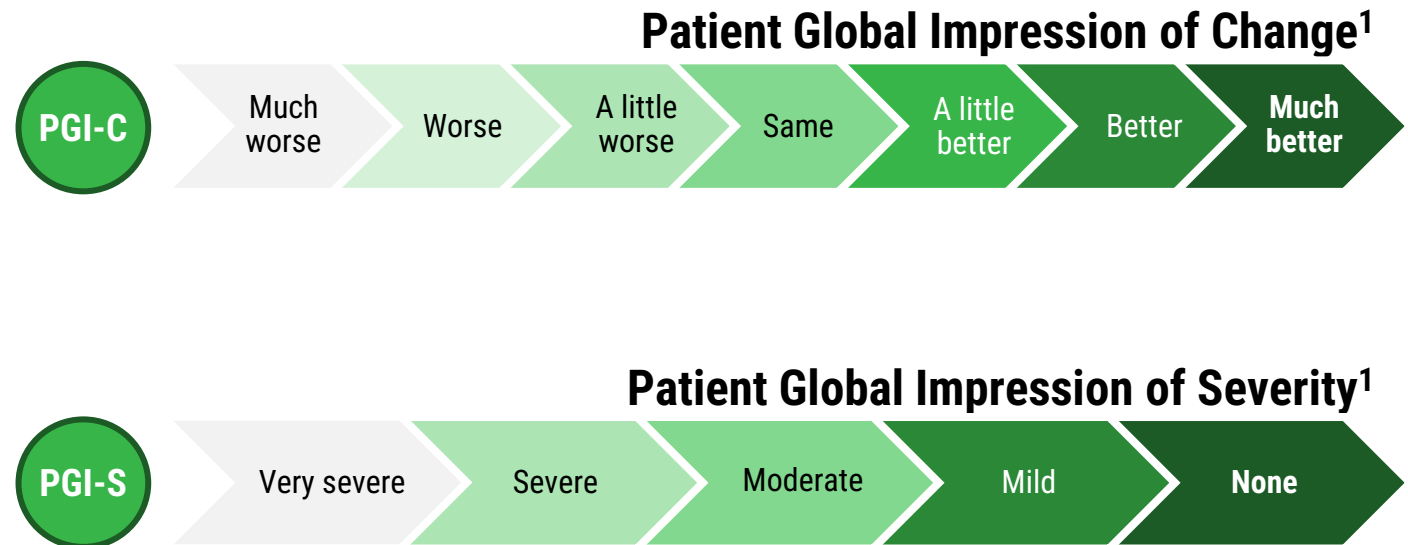 Patient Global Impression of Change¹
PGI-C
Much
worse
Worse
A little
worse
Same
A little
better
Better
Much
better
Patient Global Impression of Severity¹
PGI-S
Very severe
Severe
Moderate
Mild
None